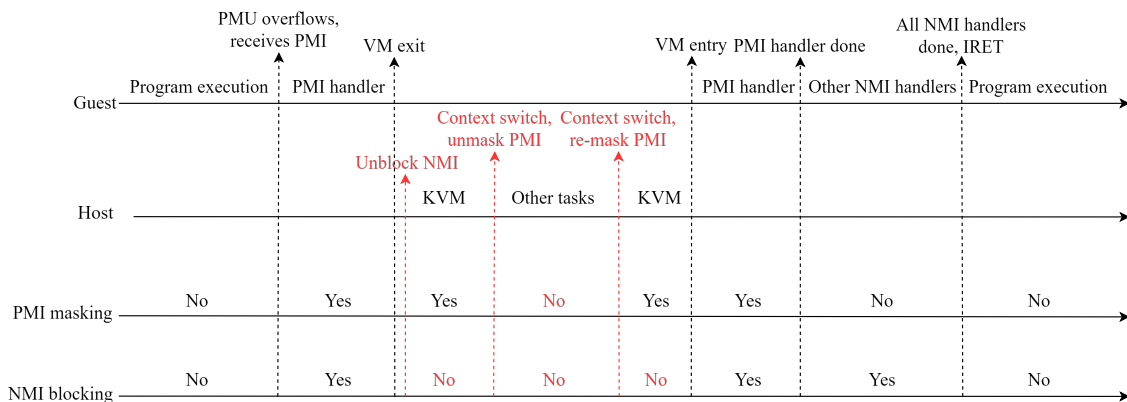 PMU overflows,
receives PMI
VM exit
VM entry
PMI handler done
All NMI handlers
done, IRET
Program execution
PMI handler
PMI handler
Other NMI handlers
Program execution
Guest
Context switch,
unmask PMI
Context switch,
re-mask PMI
Unblock NMI
KVM
Other tasks
KVM
Host
No
Yes
Yes
No
Yes
Yes
No
No
PMI masking
No
Yes
No
No
No
Yes
Yes
No
NMI blocking